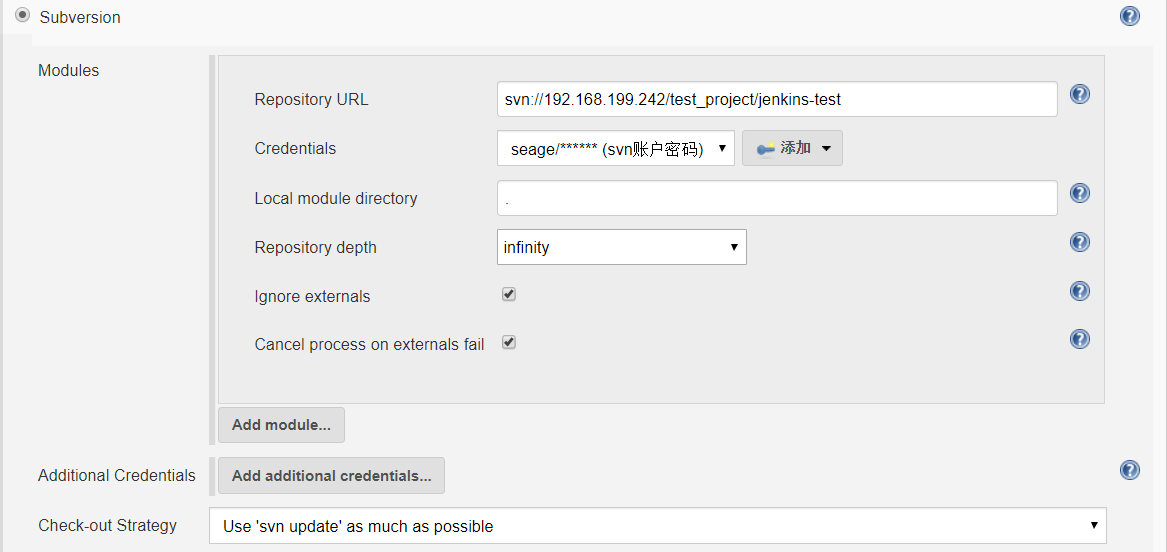 Subversion
Modules
Repository URL
svn://192.168.199.242/test_project/jenkins-test
Credentials
seage/****** (svn账户密码)
添加
Local module directory
.
Repository depth
infinity
Ignore externals
Cancel process on externals fail
Add module...
Additional Credentials
Add additional credentials...
Check-out Strategy
Use 'svn update' as much as possible